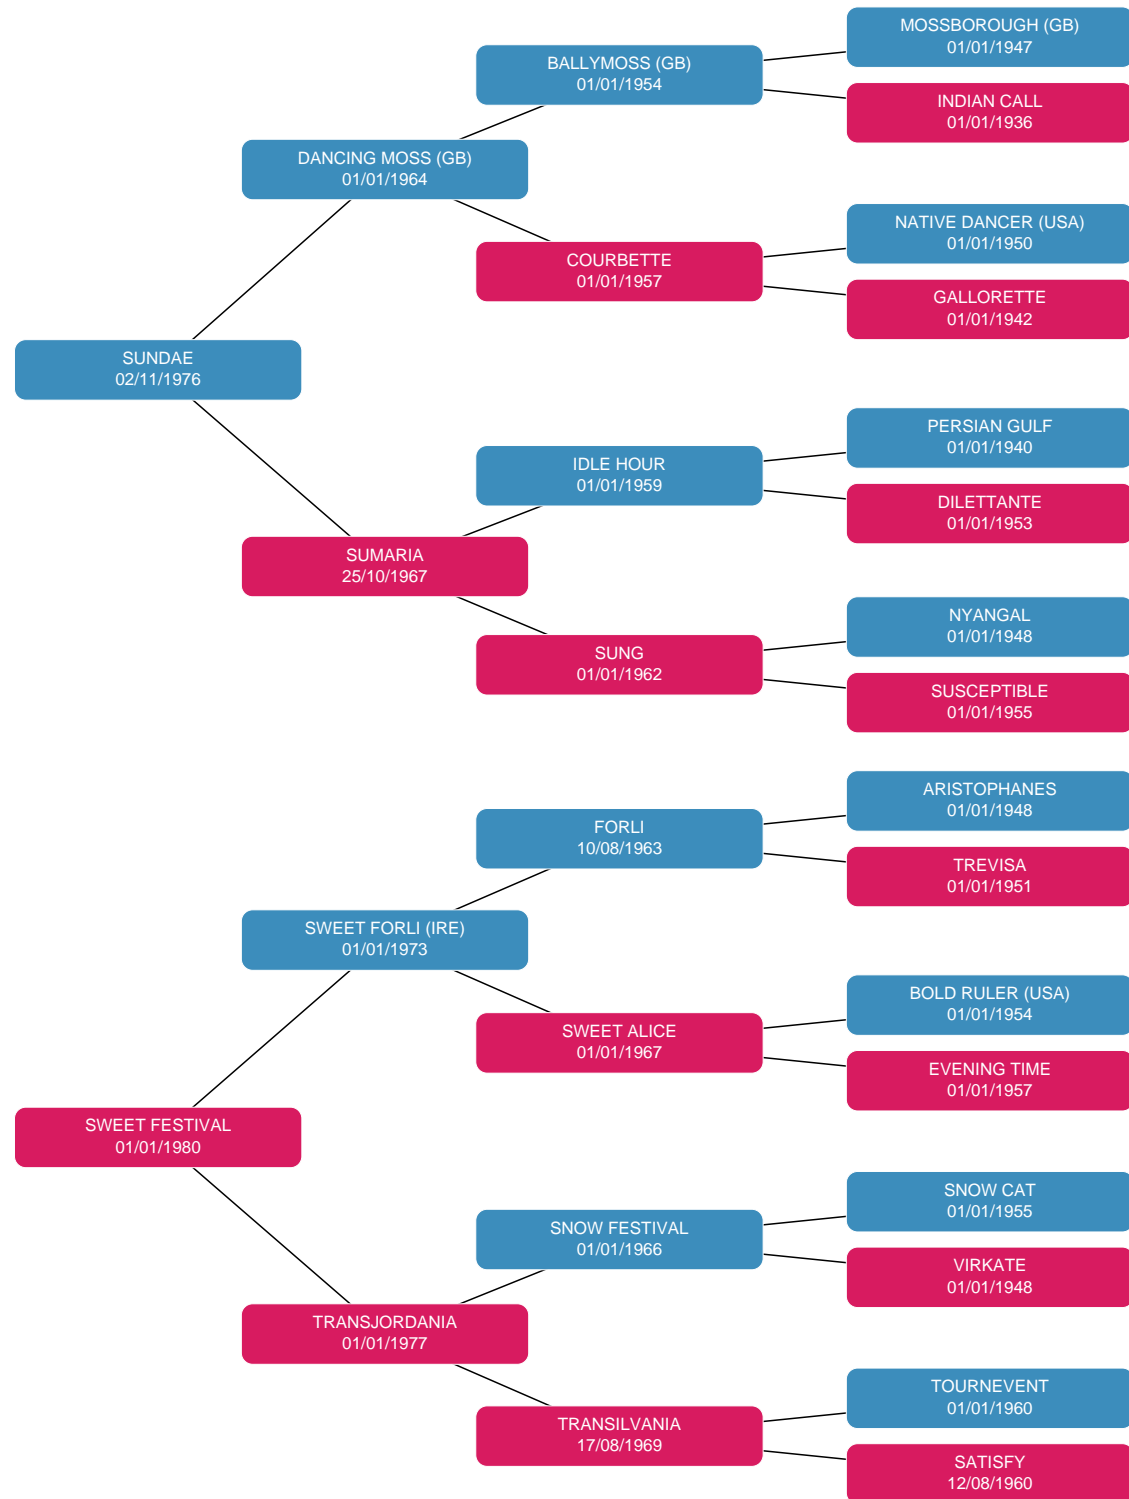 MOSSBOROUGH (GB)
01/01/1947
BALLYMOSS (GB)
01/01/1954
INDIAN CALL
01/01/1936
DANCING MOSS (GB)
01/01/1964
NATIVE DANCER (USA)
01/01/1950
COURBETTE
01/01/1957
GALLORETTE
01/01/1942
SUNDAE
02/11/1976
PERSIAN GULF
01/01/1940
IDLE HOUR
01/01/1959
DILETTANTE
01/01/1953
SUMARIA
25/10/1967
NYANGAL
01/01/1948
SUNG
01/01/1962
SUSCEPTIBLE
01/01/1955
ARISTOPHANES
01/01/1948
FORLI
10/08/1963
TREVISA
01/01/1951
SWEET FORLI (IRE)
01/01/1973
BOLD RULER (USA)
01/01/1954
SWEET ALICE
01/01/1967
EVENING TIME
01/01/1957
SWEET FESTIVAL
01/01/1980
SNOW CAT
01/01/1955
SNOW FESTIVAL
01/01/1966
VIRKATE
01/01/1948
TRANSJORDANIA
01/01/1977
TOURNEVENT
01/01/1960
TRANSILVANIA
17/08/1969
SATISFY
12/08/1960